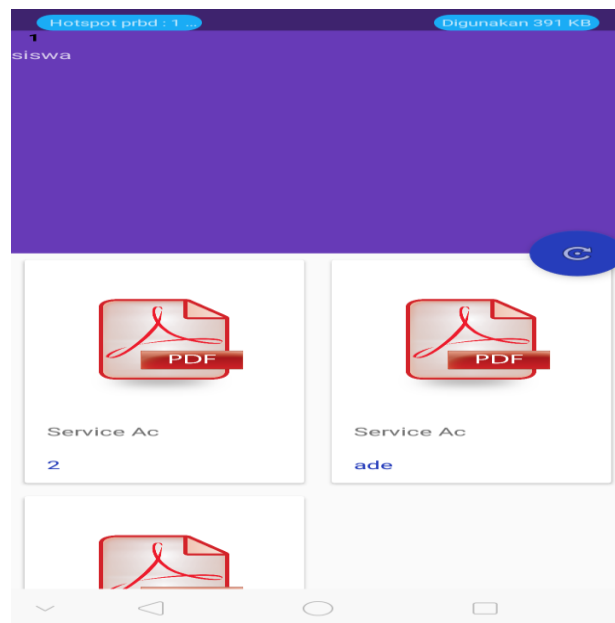 Hotspot prbd : 1 ... Digunakan 391 KB
1
siswa
PDF PDF
Service Ac Service Ac
2 ade